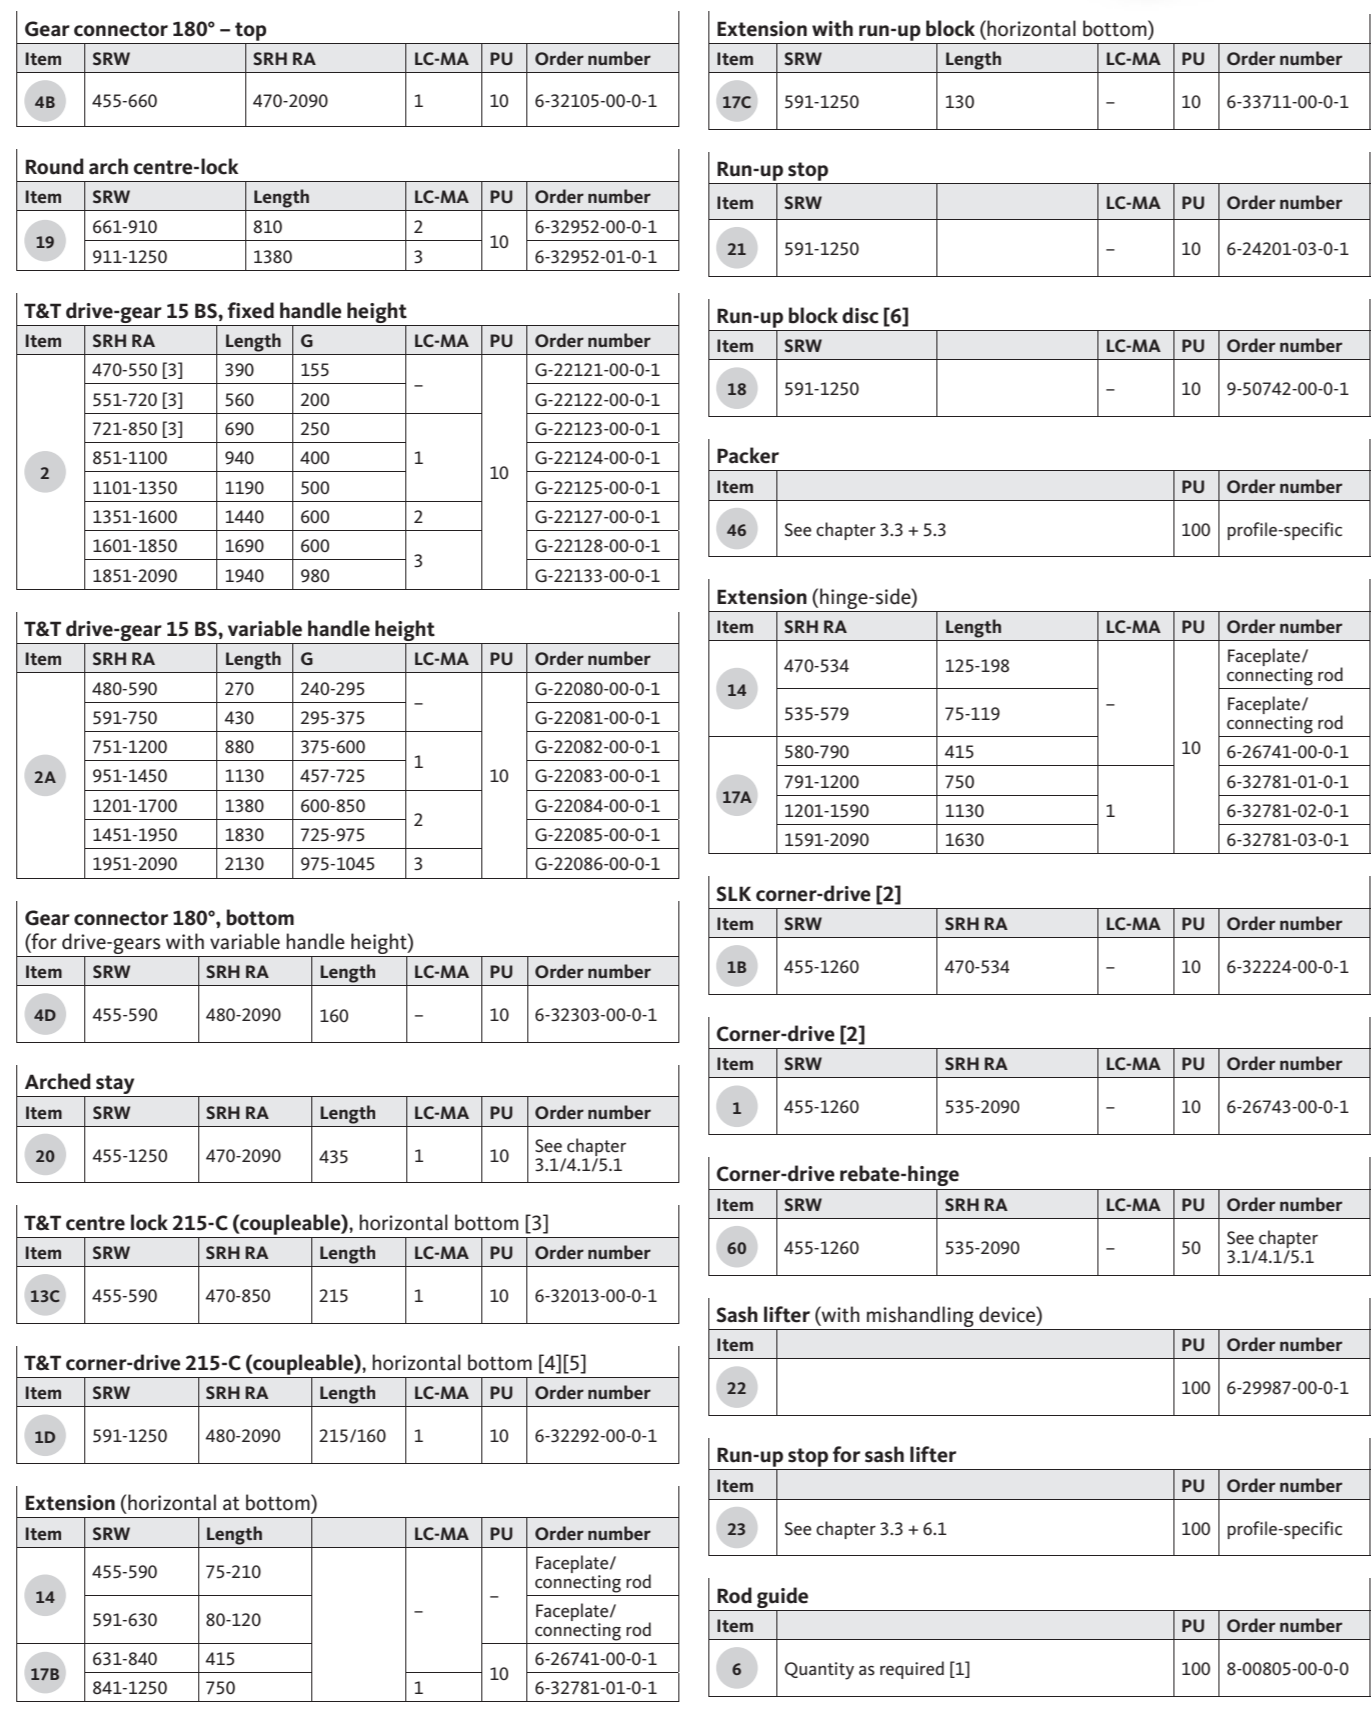 Gear connector 180° – top
Item SRW SRH RA LC-MA PU Order number
4B 455-660 470-2090 1 10 6-32105-00-0-1
Round arch centre-lock
Item SRW Length LC-MA PU Order number
19 661-910 810 2 10 6-32952-00-0-1
911-1250 1380 3 6-32952-01-0-1
T&T drive-gear 15 BS, fixed handle height
Item SRH RA Length G LC-MA PU Order number
2 470-550 [3] 390 155 – 10 G-22121-00-0-1
551-720 [3] 560 200 G-22122-00-0-1
721-850 [3] 690 250 1 G-22123-00-0-1
851-1100 940 400 G-22124-00-0-1
1101-1350 1190 500 G-22125-00-0-1
1351-1600 1440 600 2 G-22127-00-0-1
1601-1850 1690 600 3 G-22128-00-0-1
1851-2090 1940 980 G-22133-00-0-1
T&T drive-gear 15 BS, variable handle height
Item SRH RA Length G LC-MA PU Order number
2A 480-590 270 240-295 – 10 G-22080-00-0-1
591-750 430 295-375 G-22081-00-0-1
751-1200 880 375-600 1 G-22082-00-0-1
951-1450 1130 457-725 G-22083-00-0-1
1201-1700 1380 600-850 2 G-22084-00-0-1
1451-1950 1830 725-975 G-22085-00-0-1
1951-2090 2130 975-1045 3 G-22086-00-0-1
Gear connector 180°, bottom
(for drive-gears with variable handle height)
Item SRW SRH RA Length LC-MA PU Order number
4D 455-590 480-2090 160 – 10 6-32303-00-0-1
Arched stay
Item SRW SRH RA Length LC-MA PU Order number
20 455-1250 470-2090 435 1 10 See chapter
3.1/4.1/5.1
T&T centre lock 215-C (coupleable), horizontal bottom [3]
Item SRW SRH RA Length LC-MA PU Order number
13C 455-590 470-850 215 1 10 6-32013-00-0-1
T&T corner-drive 215-C (coupleable), horizontal bottom [4][5]
Item SRW SRH RA Length LC-MA PU Order number
1D 591-1250 480-2090 215/160 1 10 6-32292-00-0-1
Extension (horizontal at bottom)
Item SRW Length LC-MA PU Order number
14 455-590 75-210 – – Faceplate/
connecting rod
591-630 80-120 Faceplate/
connecting rod
17B 631-840 415 10 6-26741-00-0-1
841-1250 750 1 6-32781-01-0-1
Extension with run-up block (horizontal bottom)
Item SRW Length LC-MA PU Order number
17C 591-1250 130 – 10 6-33711-00-0-1
Run-up stop
Item SRW LC-MA PU Order number
21 591-1250 – 10 6-24201-03-0-1
Run-up block disc [6]
Item SRW LC-MA PU Order number
18 591-1250 – 10 9-50742-00-0-1
Packer
Item PU Order number
46 See chapter 3.3 + 5.3 100 profile-specific
Extension (hinge-side)
Item SRH RA Length LC-MA PU Order number
14 470-534 125-198 – 10 Faceplate/
connecting rod
535-579 75-119 Faceplate/
connecting rod
17A 580-790 415 6-26741-00-0-1
791-1200 750 1 6-32781-01-0-1
1201-1590 1130 6-32781-02-0-1
1591-2090 1630 6-32781-03-0-1
SLK corner-drive [2]
Item SRW SRH RA LC-MA PU Order number
1B 455-1260 470-534 – 10 6-32224-00-0-1
Corner-drive [2]
Item SRW SRH RA LC-MA PU Order number
1 455-1260 535-2090 – 10 6-26743-00-0-1
Corner-drive rebate-hinge
Item SRW SRH RA LC-MA PU Order number
60 455-1260 535-2090 – 50 See chapter
3.1/4.1/5.1
Sash lifter (with mishandling device)
Item PU Order number
22 100 6-29987-00-0-1
Run-up stop for sash lifter
Item PU Order number
23 See chapter 3.3 + 6.1 100 profile-specific
Rod guide
Item PU Order number
6 Quantity as required [1] 100 8-00805-00-0-0